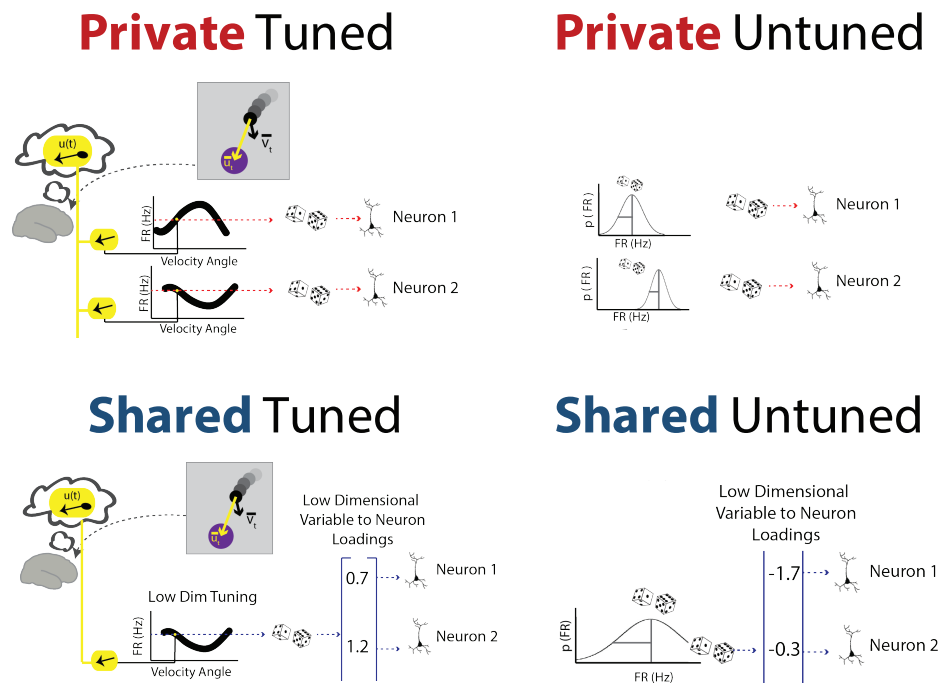 Private Tuned
u(t)
v̅t
u̅t
FR (Hz)
Velocity Angle
Neuron 1
FR (Hz)
Velocity Angle
Neuron 2
Private Untuned
p ( FR )
FR (Hz)
Neuron 1
p ( FR )
FR (Hz)
Neuron 2
Shared Tuned
u(t)
v̅t
u̅t
Low Dimensional
Variable to Neuron
Loadings
Low Dim Tuning
FR (Hz)
Velocity Angle
0.7
Neuron 1
1.2
Neuron 2
Shared Untuned
Low Dimensional
Variable to Neuron
Loadings
p (FR)
FR (Hz)
-1.7
Neuron 1
-0.3
Neuron 2